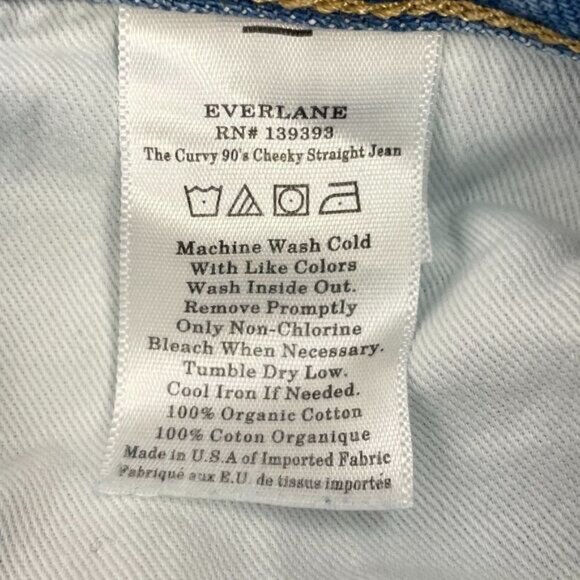 EVERLANE
RN# 139393
The Curvy 90's Cheeky Straight Jean
Machine Wash Cold
With Like Colors
Wash Inside Out.
Remove Promptly
Only Non-Chlorine
Bleach When Necessary.
Tumble Dry Low.
Cool Iron If Needed.
100% Organic Cotton
100% Coton Organique
Made in U.S.A of Imported Fabric
Fabriqué aux E.U. de tissus importés